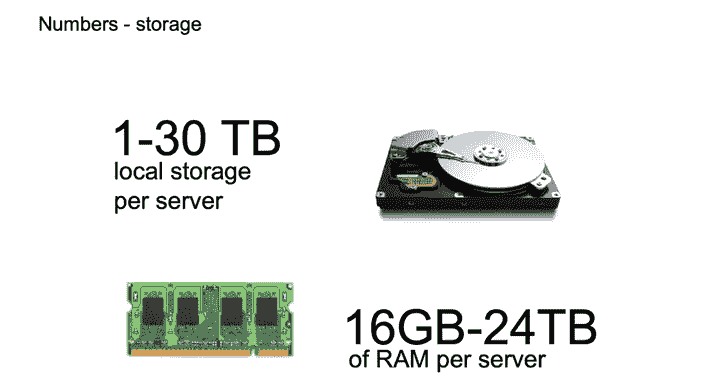 Numbers - storage
1-30 TB
local storage
per server
16GB-24TB
of RAM per server